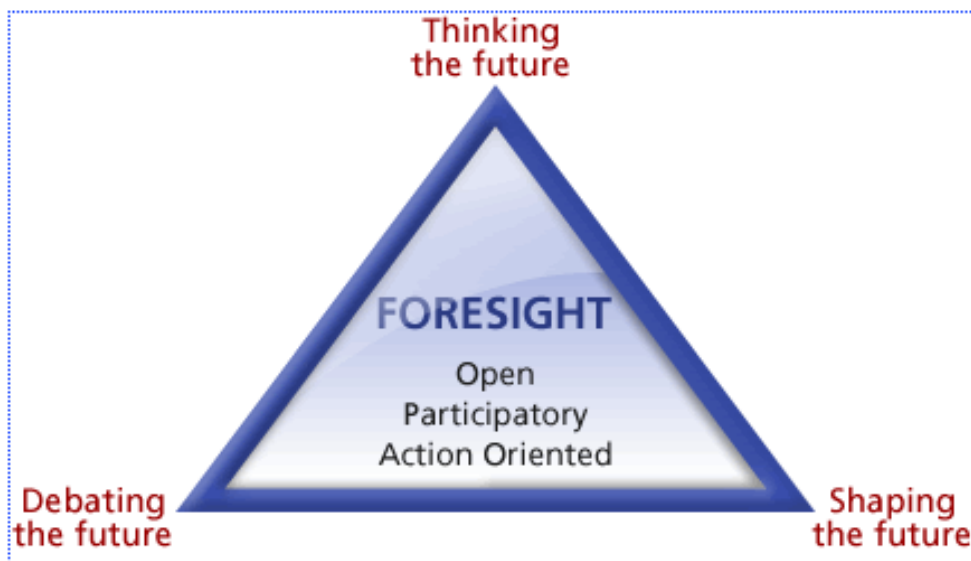 Thinking
the future
FORESIGHT
Open
Participatory
Action Oriented
Debating
the future
Shaping
the future